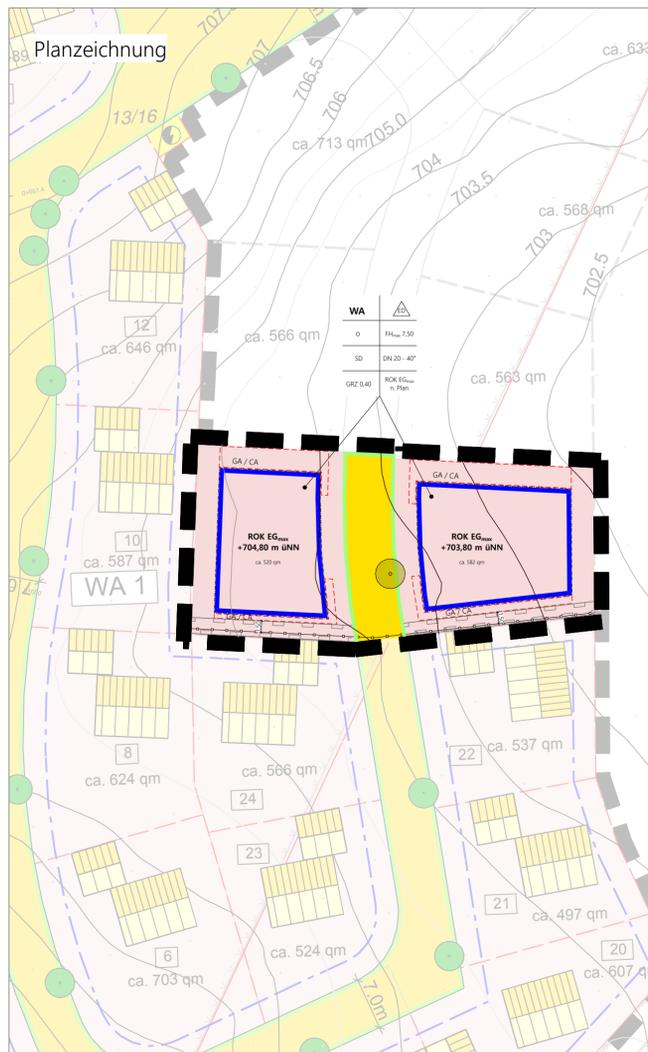 Planzeichnung
707
706.5
706
13/16
ca. 713 qm
705.0
704
703.5
ca. 568 qm
703
702.5
12
ca. 646 qm
ca. 566 qm
WA
ED
o
FHmax 7,50
SD
DN 20 - 40°
GRZ 0,40
ROK EGmax
n. Plan
ca. 563 qm
GA / CA
GA / CA
ROK EGmax
+704,80 m üNN
ca. 520 qm
ROK EGmax
+703,80 m üNN
ca. 582 qm
GA / CA
GA / CA
10
ca. 587 qm
WA 1
8
ca. 624 qm
ca. 566 qm
24
22
ca. 537 qm
23
21
ca. 497 qm
6
ca. 703 qm
ca. 524 qm
20
ca. 607 q
7.0m